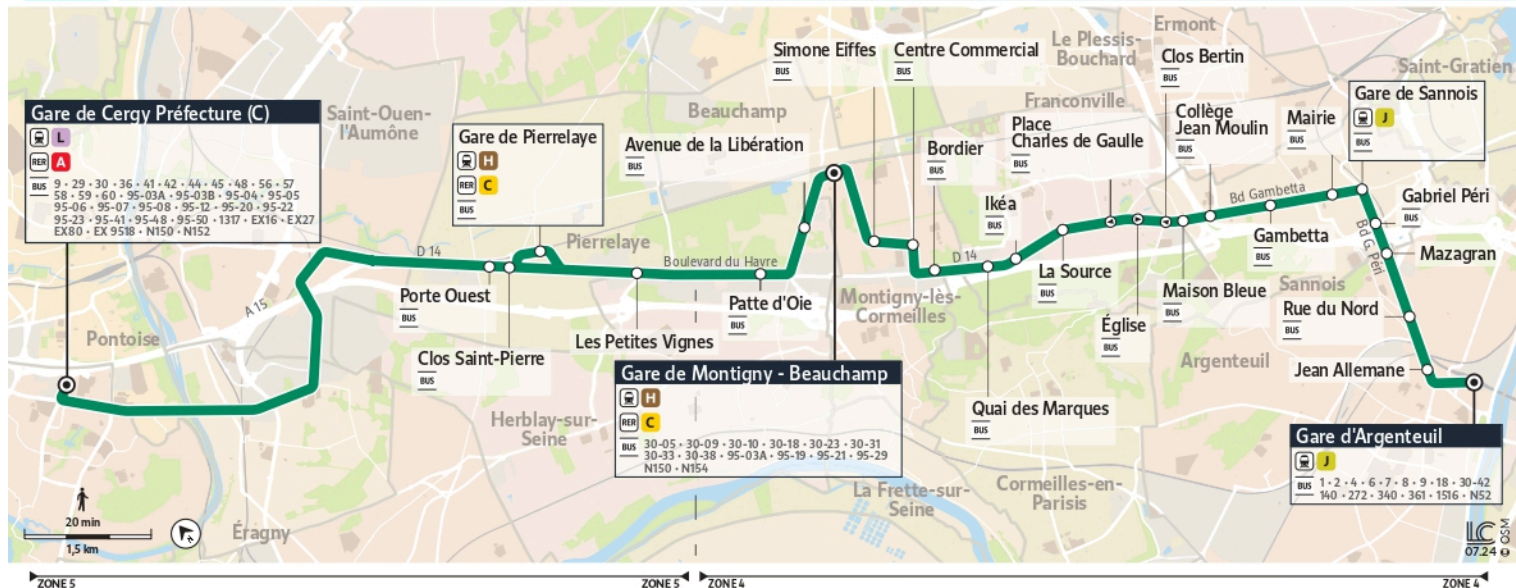 Ermont
Simone Eiffes
BUS
Centre Commercial
BUS
Le Plessis-
Bouchard
Clos Bertin
BUS
Saint-Gratien
Gare de Cergy Préfecture (C)
L
RER A
BUS 9 • 29 • 30 • 36 • 41 • 42 • 44 • 45 • 48 • 56 • 57
58 • 59 • 60 • 95-03A • 95-03B • 95-04 • 95-05
95-06 • 95-07 • 95-08 • 95-12 • 95-20 • 95-22
95-23 • 95-41 • 95-48 • 95-50 • 1317 • EX16 • EX27
EX80 • EX 9518 • N150 • N152
Saint-Ouen-
l'Aumône
Gare de Pierrelaye
H
RER C
BUS
Beauchamp
Avenue de la Libération
BUS
Franconville
Place
Charles de Gaulle
BUS
Bordier
BUS
Collège
Jean Moulin
BUS
Mairie
BUS
Gare de Sannois
J
BUS
Ikéa
BUS
Bd Gambetta
Gabriel Péri
BUS
Pierrelaye
D 14
Boulevard du Havre
D 14
Gambetta
BUS
Bd G. Péri
Mazagran
Porte Ouest
BUS
A 15
Patte d'Oie
BUS
Montigny-lès-
Cormeilles
La Source
BUS
Maison Bleue
BUS
Sannois
Rue du Nord
BUS
Pontoise
Clos Saint-Pierre
BUS
Les Petites Vignes
Église
BUS
Argenteuil
Jean Allemane
Gare de Montigny - Beauchamp
H
RER C
BUS 30-05 • 30-09 • 30-10 • 30-18 • 30-23 • 30-31
30-33 • 30-38 • 95-03A • 95-19 • 95-21 • 95-29
N150 • N154
Herblay-sur-
Seine
Quai des Marques
BUS
Gare d'Argenteuil
J
BUS 1 • 2 • 4 • 6 • 7 • 8 • 9 • 18 • 30-42
140 • 272 • 340 • 361 • 1516 • N52
La Frette-sur-
Seine
Cormeilles-en-
Parisis
20 min
1,5 km
Éragny
LC
07.24 © OSM
ZONE 5
ZONE 5
ZONE 4
ZONE 4